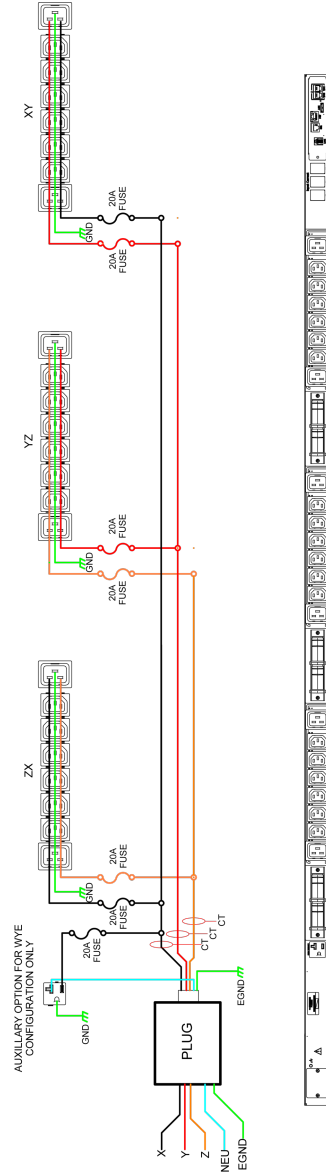 AUXILLARY OPTION FOR WYE
CONFIGURATION ONLY
ZX
YZ
XY
GND
20A
FUSE
20A
FUSE
GND
20A
FUSE
20A
FUSE
GND
20A
FUSE
20A
FUSE
GND
20A
FUSE
CT
CT
CT
PLUG
EGND
X
Y
Z
NEU
EGND